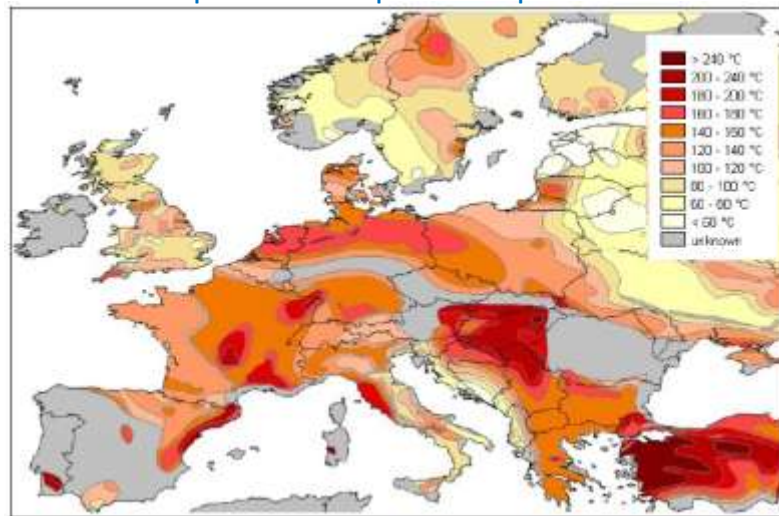 > 240 °C
200 - 240 °C
180 - 200 °C
160 - 180 °C
140 - 160 °C
120 - 140 °C
100 - 120 °C
80 - 100 °C
60 - 80 °C
< 60 °C
unknown